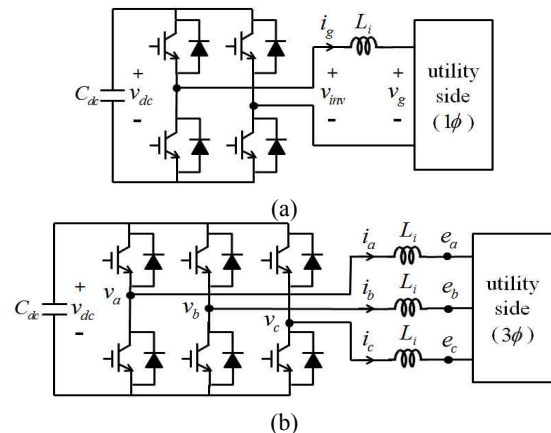 i_g L_i
C_dc + v_dc - + v_inv - + v_g - utility side (1ϕ)
(a)
C_dc + v_dc - v_a v_b v_c
i_a L_i e_a
i_b L_i e_b
i_c L_i e_c
utility
side
(3ϕ)
(b)